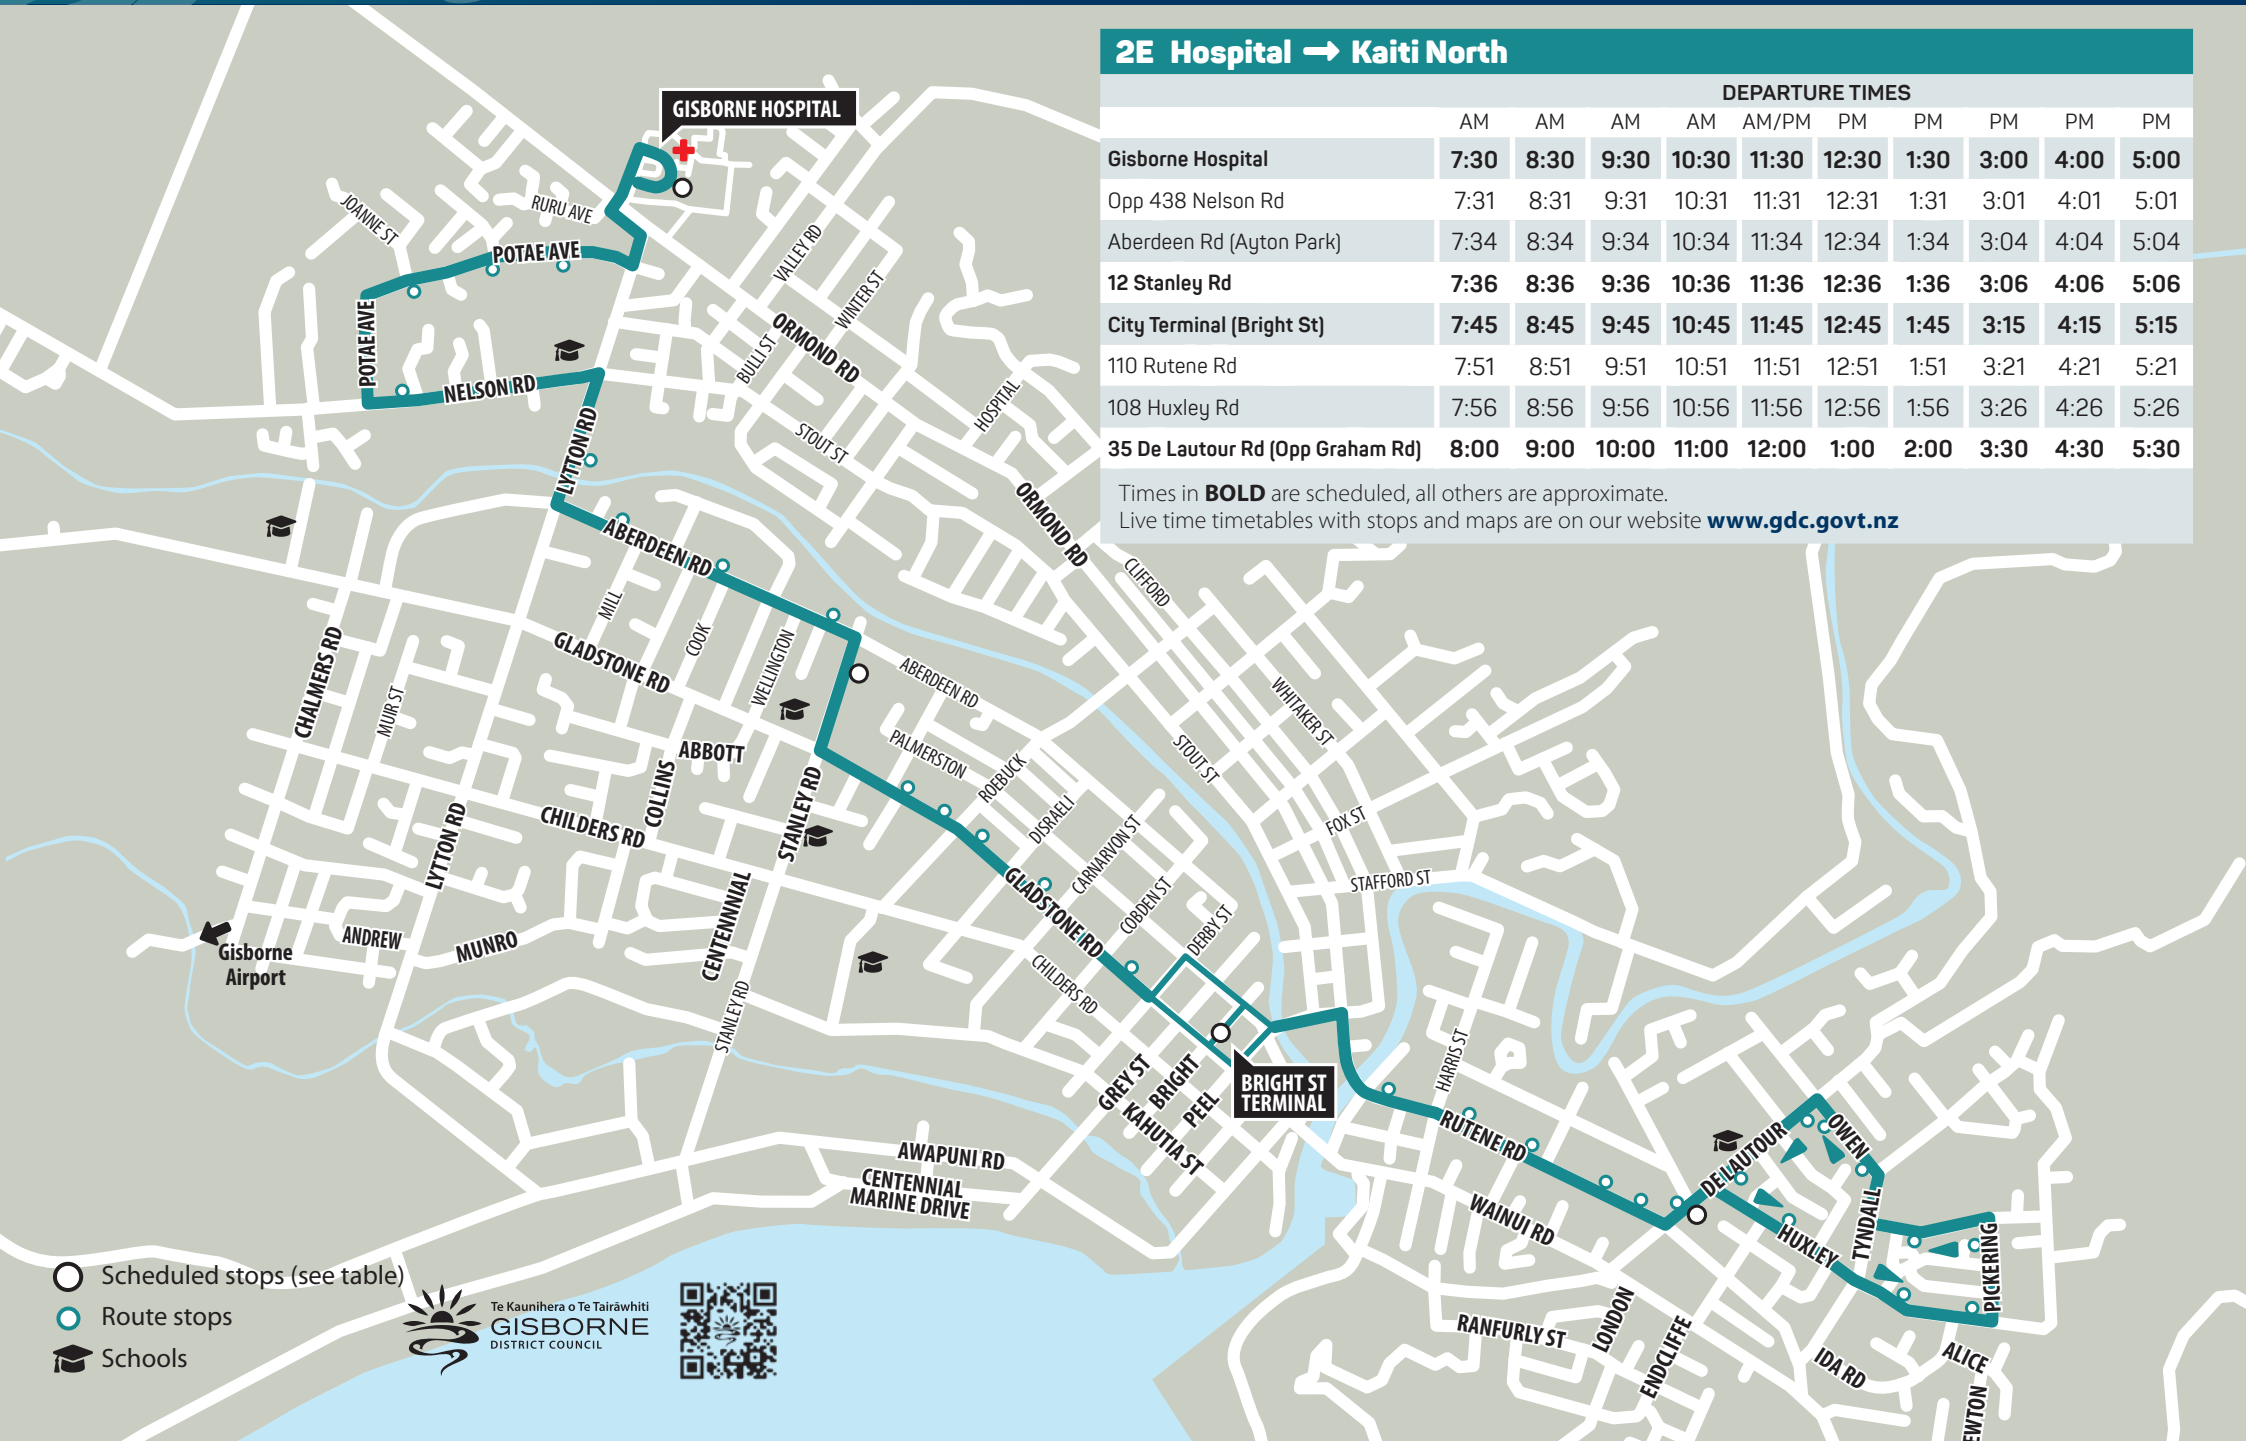 2E Hospital → Kaiti North
DEPARTURE TIMES
AM AM AM AM AM/PM PM PM PM PM PM
Gisborne Hospital 7:30 8:30 9:30 10:30 11:30 12:30 1:30 3:00 4:00 5:00
Opp 438 Nelson Rd 7:31 8:31 9:31 10:31 11:31 12:31 1:31 3:01 4:01 5:01
Aberdeen Rd (Ayton Park) 7:34 8:34 9:34 10:34 11:34 12:34 1:34 3:04 4:04 5:04
12 Stanley Rd 7:36 8:36 9:36 10:36 11:36 12:36 1:36 3:06 4:06 5:06
City Terminal (Bright St) 7:45 8:45 9:45 10:45 11:45 12:45 1:45 3:15 4:15 5:15
110 Rutene Rd 7:51 8:51 9:51 10:51 11:51 12:51 1:51 3:21 4:21 5:21
108 Huxley Rd 7:56 8:56 9:56 10:56 11:56 12:56 1:56 3:26 4:26 5:26
35 De Lautour Rd (Opp Graham Rd) 8:00 9:00 10:00 11:00 12:00 1:00 2:00 3:30 4:30 5:30
Times in BOLD are scheduled, all others are approximate.
Live time timetables with stops and maps are on our website www.gdc.govt.nz
GISBORNE HOSPITAL
JOANNE ST
RURU AVE
POTAE AVE
POTAE AVE
NELSON RD
VALLEY RD
WINTER ST
BULLI ST
ORMOND RD
STOUT ST
HOSPITAL
LYTTON RD
ORMOND RD
CLIFFORD
ABERDEEN RD
MILL
COOK
WELLINGTON
GLADSTONE RD
ABERDEEN RD
CHALMERS RD
MUIR ST
WHITAKER ST
STOUT ST
ABBOTT
PALMERSTON
ROEBUCK
COLLINS
STANLEY RD
DISRAELI
CARNARVON ST
FOX ST
CHILDERS RD
LYTTON RD
CENTENNNIAL
GLADSTONE RD
COBDEN ST
DERBY ST
STAFFORD ST
ANDREW
MUNRO
Gisborne
Airport
CHILDERS RD
STANLEY RD
GREY ST
BRIGHT
PEEL
KAHUTIA ST
BRIGHT ST
TERMINAL
HARRIS ST
RUTENE RD
AWAPUNI RD
CENTENNIAL
MARINE DRIVE
DE LAUTOUR
OWEN
TYNDALL
HUXLEY
PICKERING
WAINUI RD
RANFURLY ST
LONDON
ENDCLIFFE
IDA RD
ALICE
EWTON
Scheduled stops (see table)
Route stops
Schools
Te Kaunihera o Te Tairāwhiti
GISBORNE
DISTRICT COUNCIL